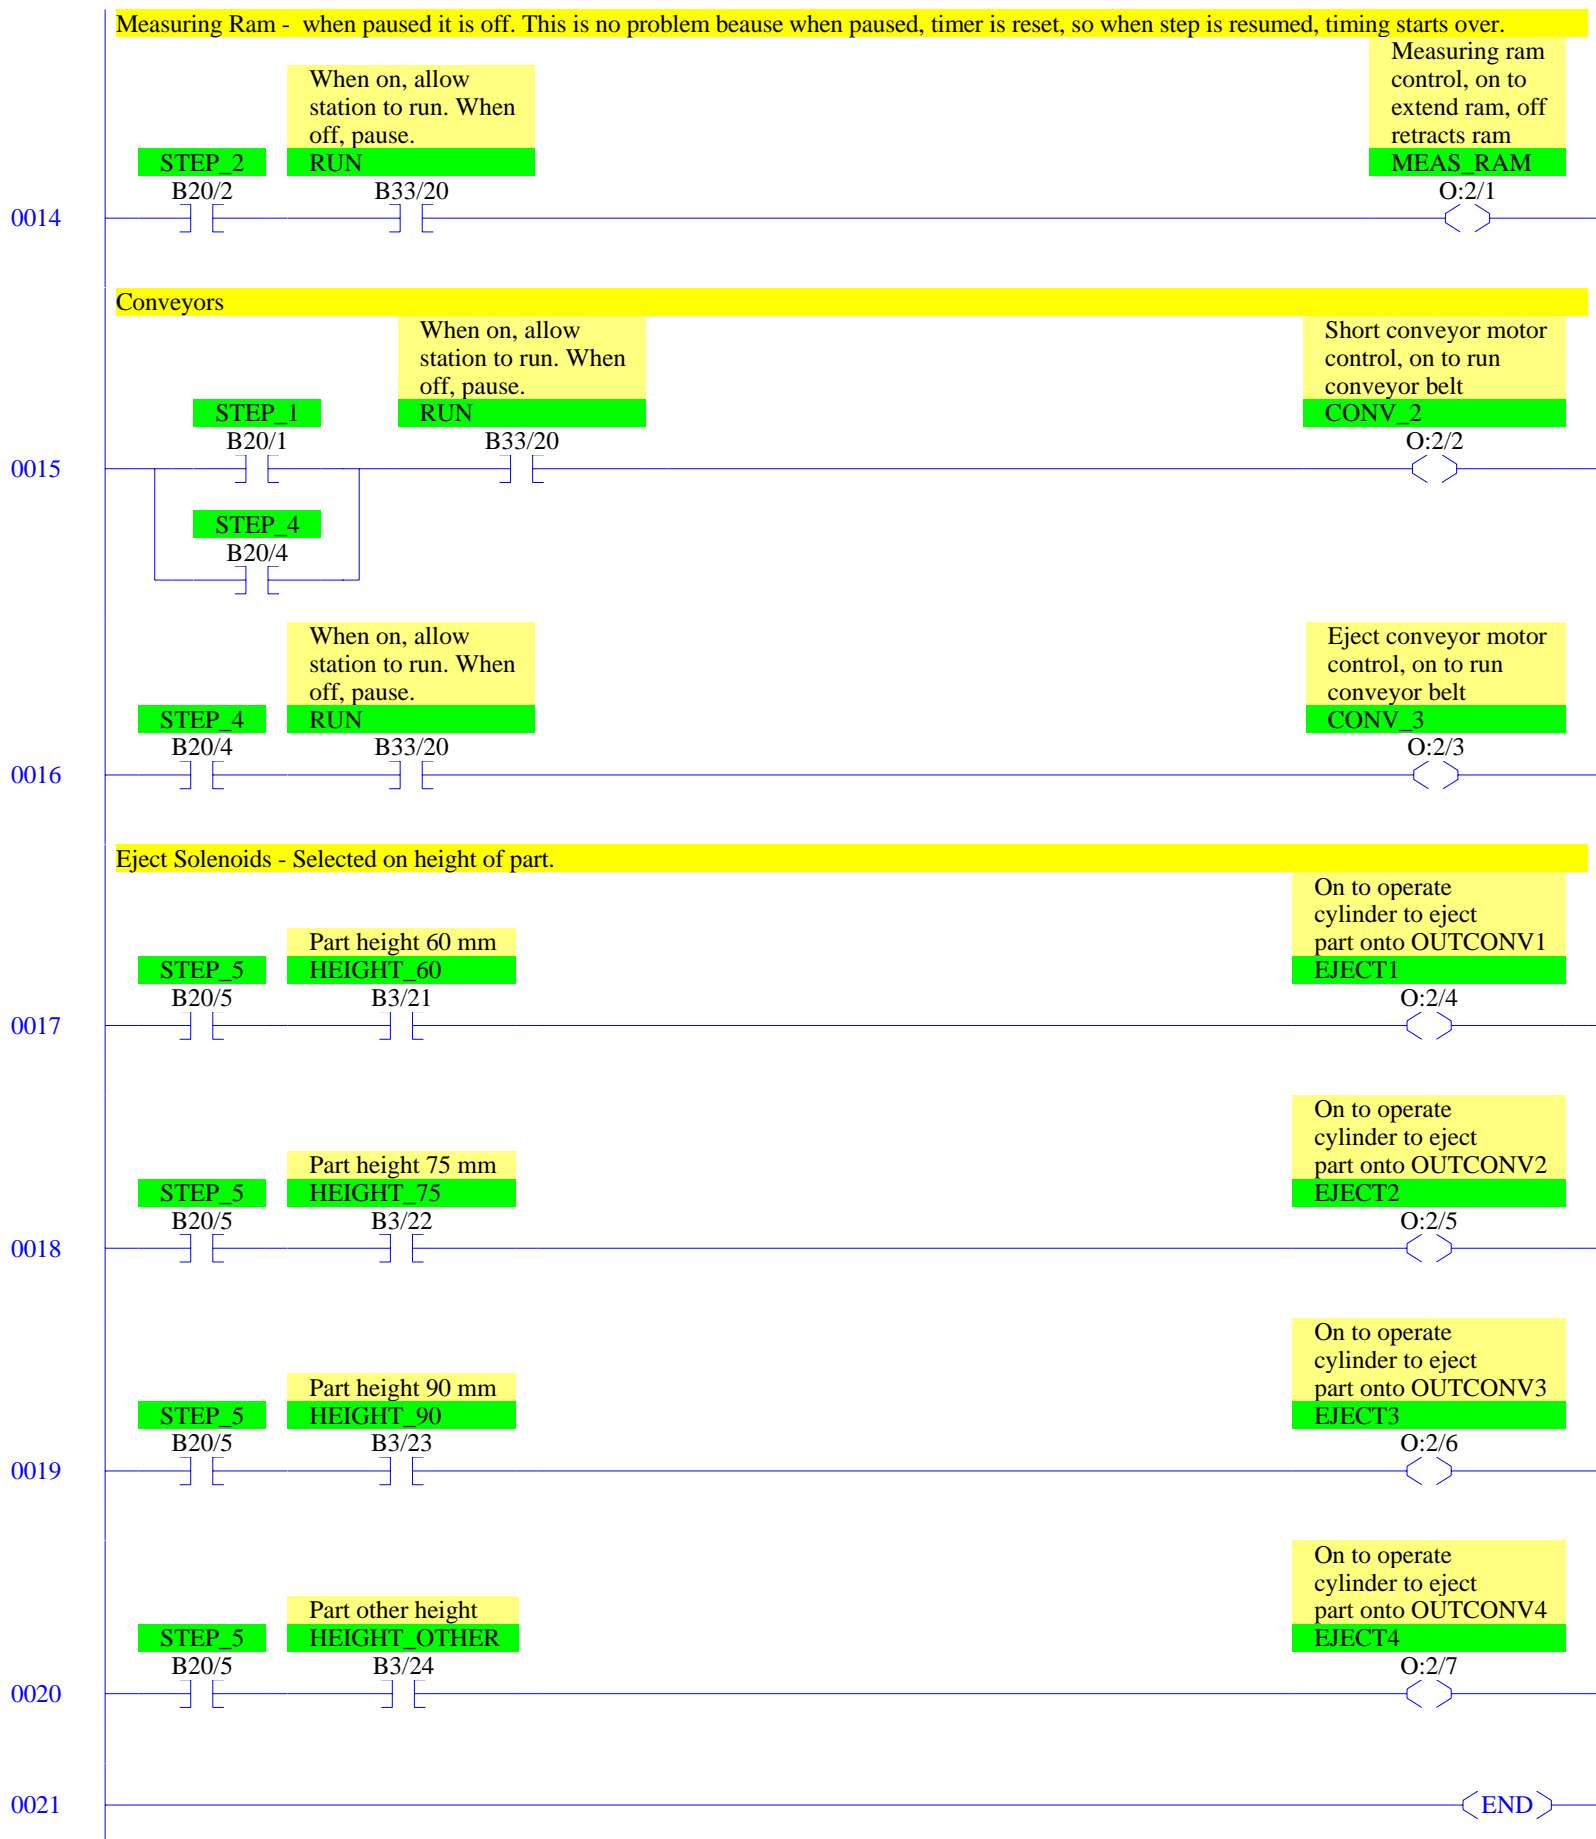 Measuring Ram -  when paused it is off. This is no problem beause when paused, timer is reset, so when step is resumed, timing starts over.
When on, allow
station to run. When
off, pause.
Measuring ram
control, on to
extend ram, off
retracts ram
STEP_2
RUN
MEAS_RAM
B20/2
B33/20
O:2/1
0014
Conveyors
When on, allow
station to run. When
off, pause.
Short conveyor motor
control, on to run
conveyor belt
STEP_1
RUN
CONV_2
B20/1
B33/20
O:2/2
0015
STEP_4
B20/4
When on, allow
station to run. When
off, pause.
Eject conveyor motor
control, on to run
conveyor belt
STEP_4
RUN
CONV_3
B20/4
B33/20
O:2/3
0016
Eject Solenoids - Selected on height of part.
Part height 60 mm
On to operate
cylinder to eject
part onto OUTCONV1
STEP_5
HEIGHT_60
EJECT1
B20/5
B3/21
O:2/4
0017
Part height 75 mm
On to operate
cylinder to eject
part onto OUTCONV2
STEP_5
HEIGHT_75
EJECT2
B20/5
B3/22
O:2/5
0018
Part height 90 mm
On to operate
cylinder to eject
part onto OUTCONV3
STEP_5
HEIGHT_90
EJECT3
B20/5
B3/23
O:2/6
0019
Part other height
On to operate
cylinder to eject
part onto OUTCONV4
STEP_5
HEIGHT_OTHER
EJECT4
B20/5
B3/24
O:2/7
0020
0021
END